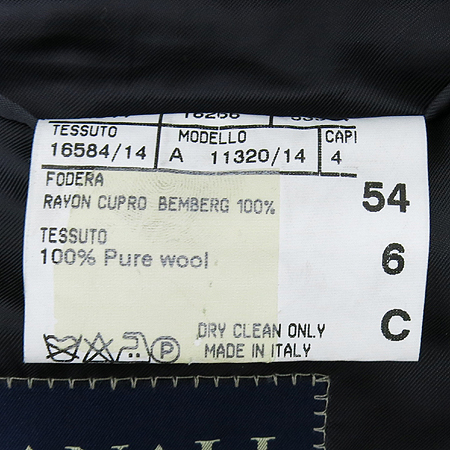 TESSUTO MODELLO CAPI
16584/14 A 11320/14 4
FODERA
RAYON CUPRO BEMBERG 100%
54
TESSUTO
100% Pure wool
6
C
DRY CLEAN ONLY
P
MADE IN ITALY